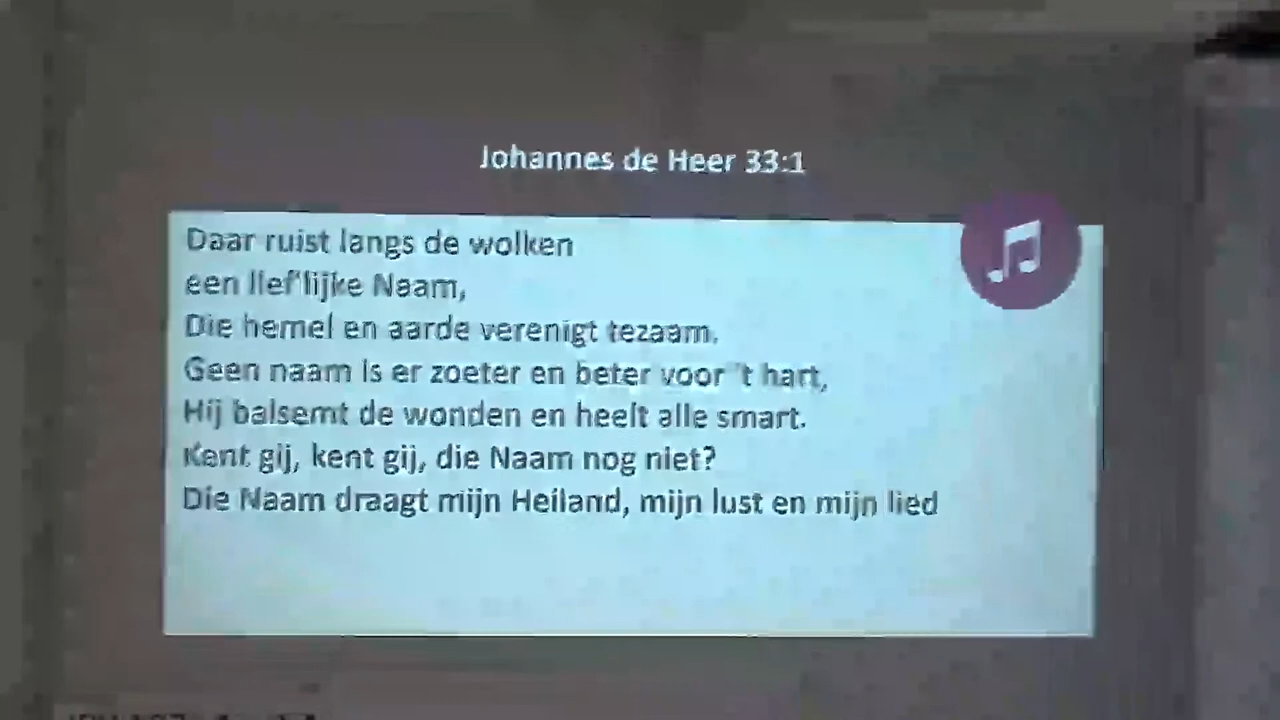 Johannes de Heer 33:1
Daar ruist langs de wolken
een lief'lijke Naam,
Die hemel en aarde verenigt tezaam.
Geen naam is er zoeter en beter voor 't hart,
Hij balsemt de wonden en heelt alle smart.
Kent gij, kent gij, die Naam nog niet?
Die Naam draagt mijn Heiland, mijn lust en mijn lied